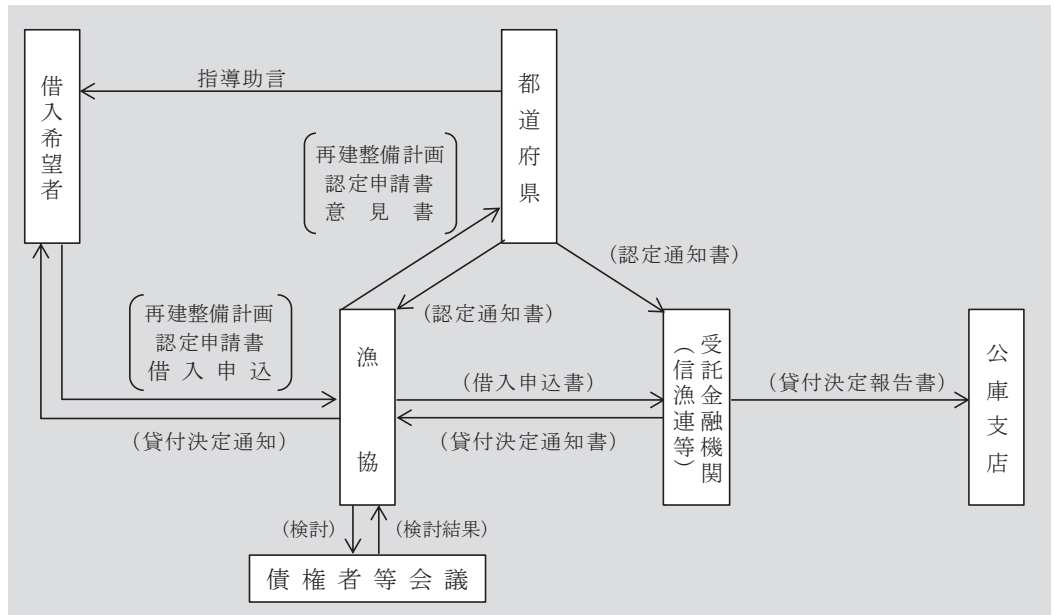 借入希望者
指導助言
都道府県
再建整備計画
認定申請書
意見書
(認定通知書)
(認定通知書)
再建整備計画
認定申請書
借入申込
漁協
(借入申込書)
受託金融機関
(信漁連等)
(貸付決定報告書)
公庫支店
(貸付決定通知)
(貸付決定通知書)
(検討)
(検討結果)
債権者等会議